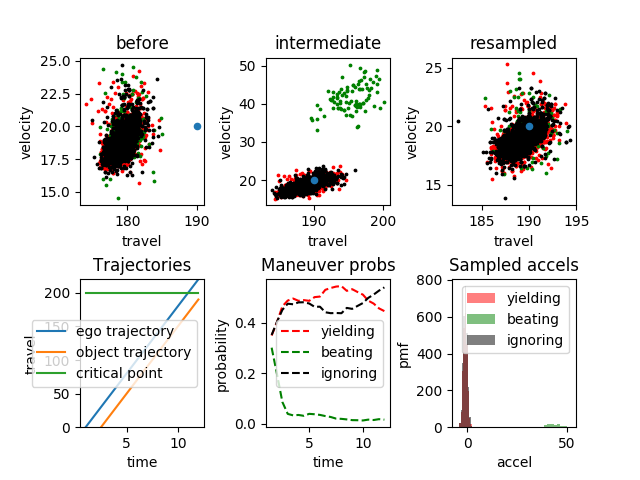 before
intermediate
resampled
25.0
22.5
20.0
17.5
15.0
velocity
180
190
travel
50
40
30
20
velocity
190
200
travel
25
20
15
velocity
185
190
195
travel
Trajectories
Maneuver probs
Sampled accels
200
150
100
50
0
travel
ego trajectory
object trajectory
critical point
5
10
time
0.4
0.2
0.0
probability
yielding
beating
ignoring
5
10
time
800
600
400
200
0
pmf
yielding
beating
ignoring
0
50
accel